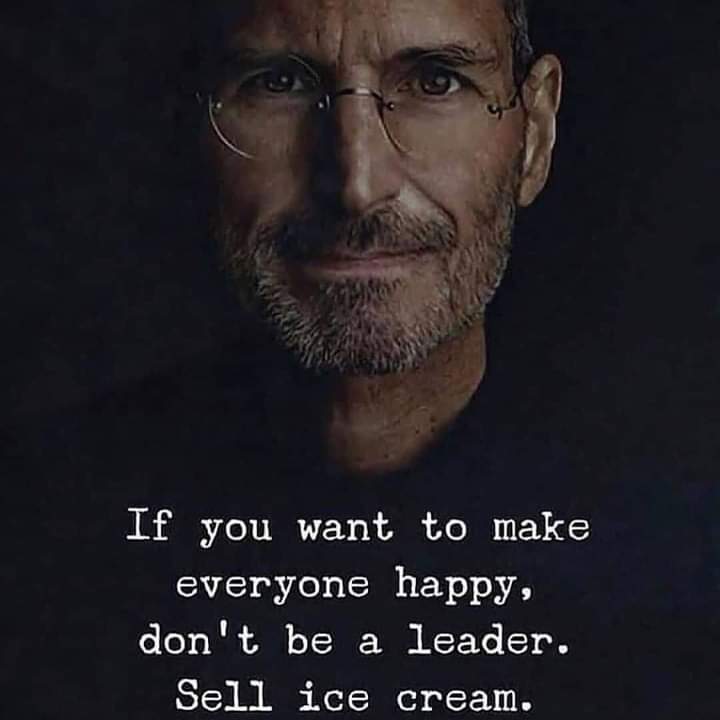 If you want to make
everyone happy,
don't be a leader.
Sell ice cream.